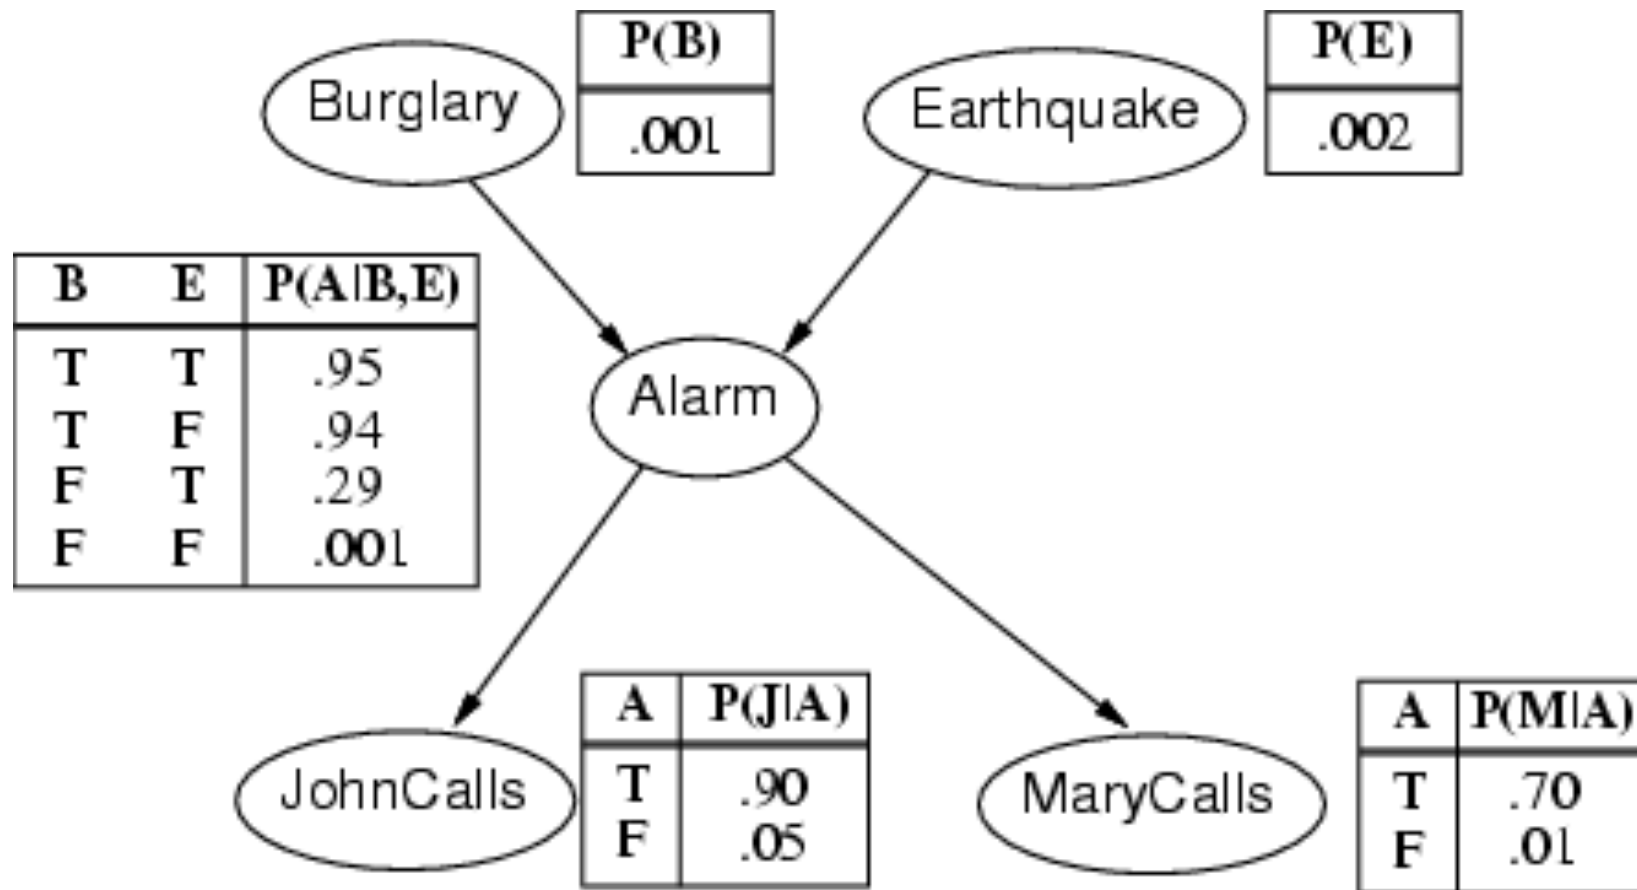 P(B)
.001
Burglary
P(E)
.002
Earthquake
B E P(A|B,E)
T T .95
T F .94
F T .29
F F .001
Alarm
A P(J|A)
T .90
F .05
JohnCalls
A P(M|A)
T .70
F .01
MaryCalls